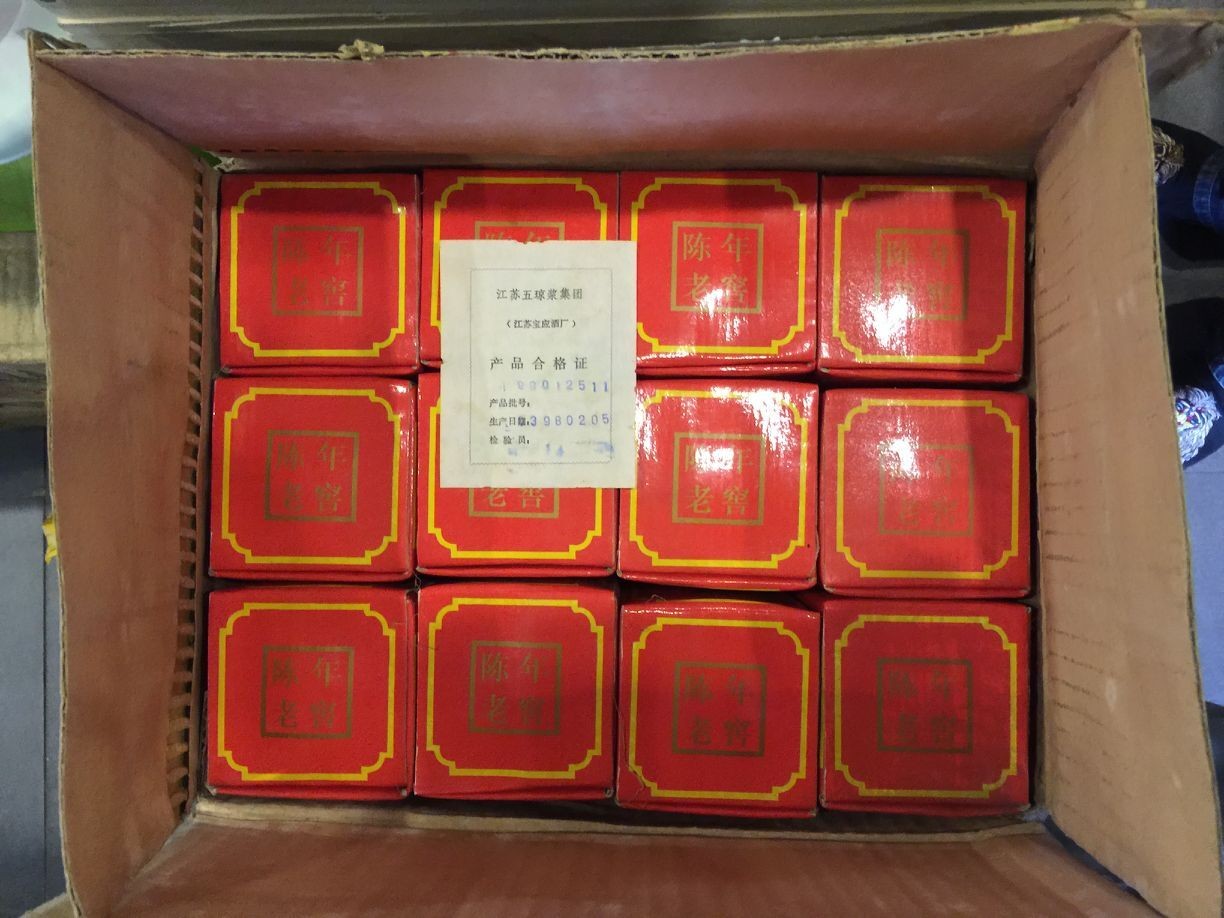 陈年
老窖
陈年
陈年
老窖
陈年
老窖
江苏五琼浆集团
(江苏宝应酒厂)
产品合格证
产品批号:
生产日期
检验员:
陈年
老窖
老窖
陈年
老窖
陈年
老窖
陈年
老窖
陈年
老窖
陈年
老窖
陈年
老窖